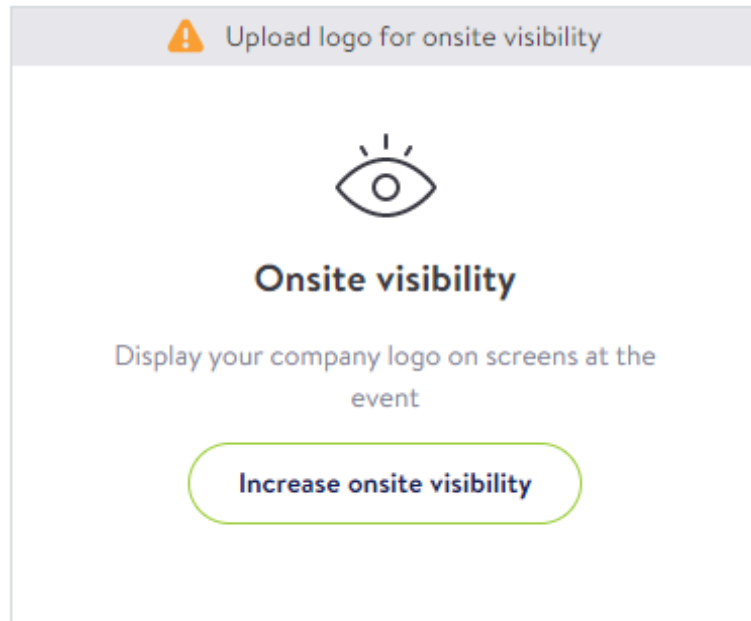 Upload logo for onsite visibility
Onsite visibility
Display your company logo on screens at the
event
Increase onsite visibility